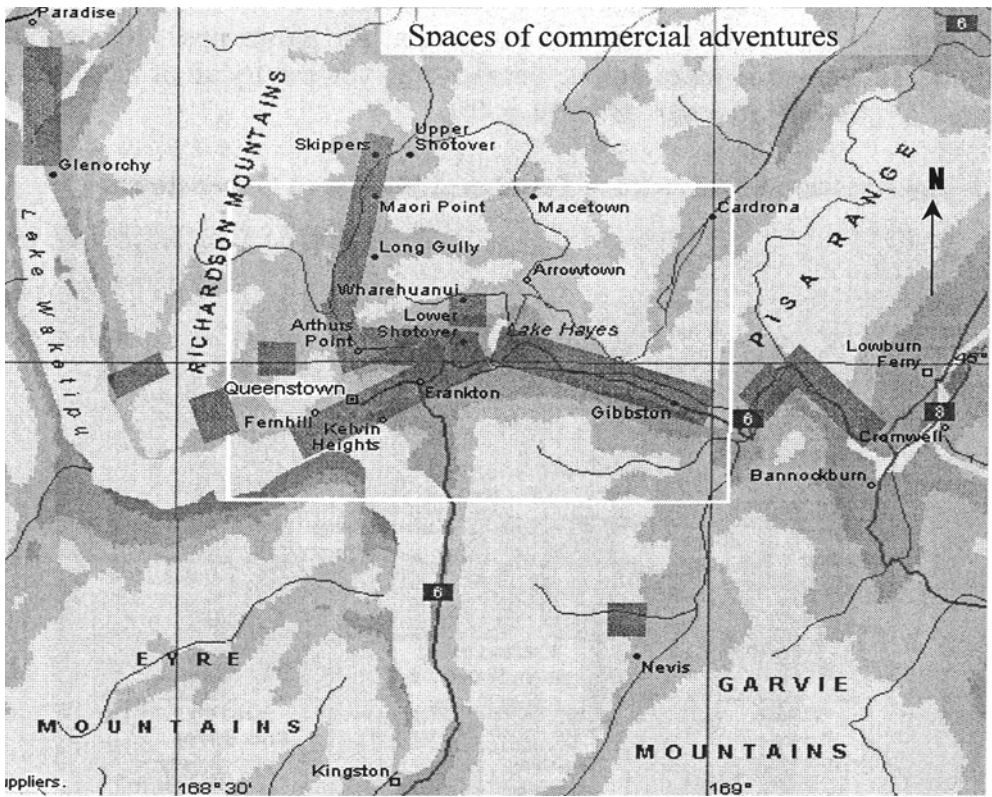 Paradise
Spaces of commercial adventures
6
Glenorchy
RICHARDSON MOUNTAINS
Skippers
Upper
Shotover
PISA RANGE
N
Lake Wakatipu
Maori Point
Macetown
Cardrona
Long Gully
Arrowtown
Wharehuanui
Lower
Shotover
Lake Hayes
Arthurs
Point
Lowburn
Ferry
45°
Queenstown
Frankton
Fernhill
Kelvin
Heights
Gibbston
6
8
Cromwell
Bannockburn
6
EYRE
MOUNTAINS
Nevis
GARVIE
MOUNTAINS
Kingston
uppliers.
168° 30'
169°